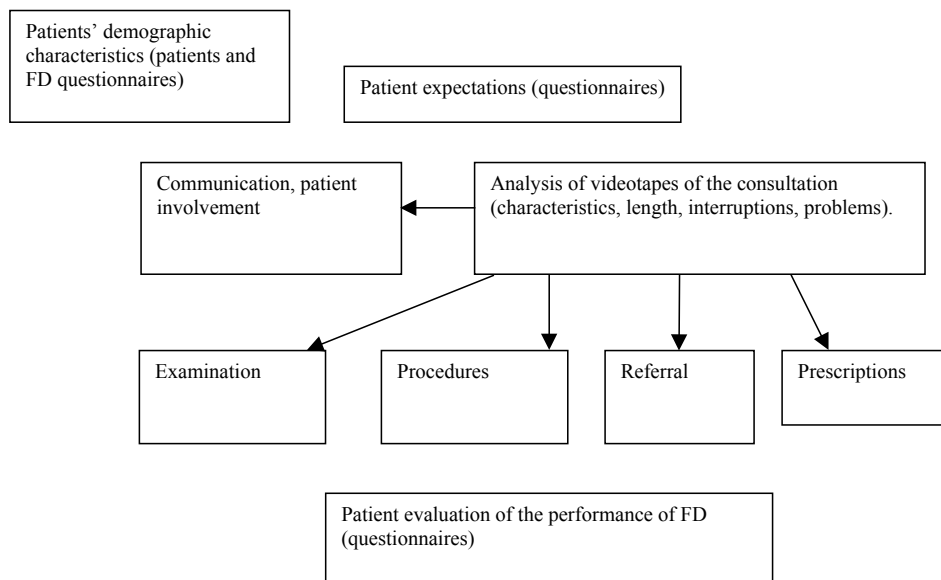 Patients’ demographic
characteristics (patients and
FD questionnaires)
Patient expectations (questionnaires)
Communication, patient
involvement
Analysis of videotapes of the consultation
(characteristics, length, interruptions, problems).
Examination
Procedures
Referral
Prescriptions
Patient evaluation of the performance of FD
(questionnaires)